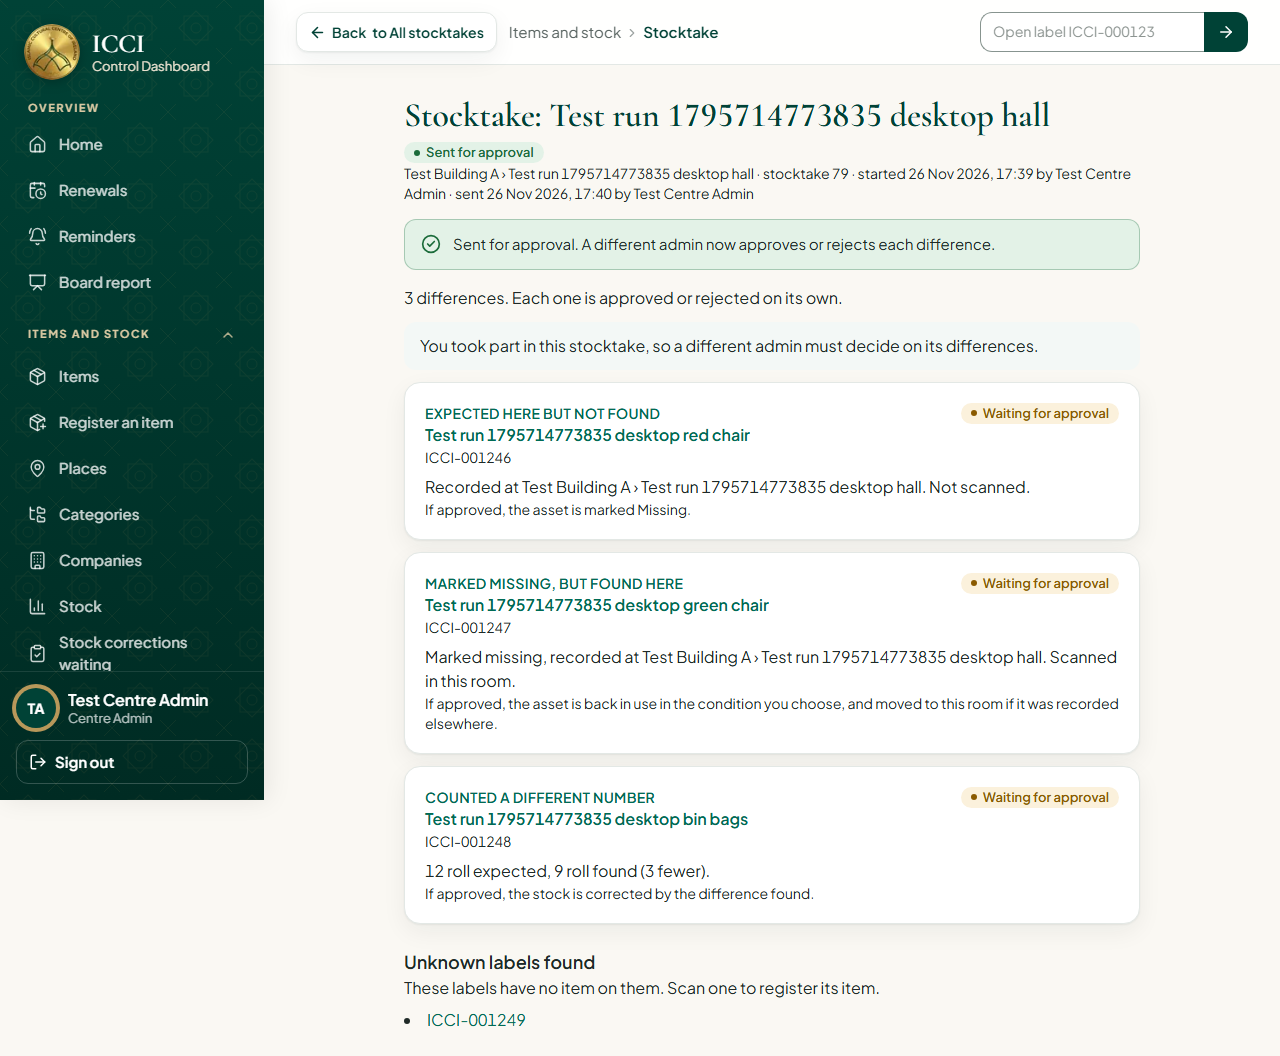 ICCI
Control Dashboard
OVERVIEW
Home
Renewals
Reminders
Board report
ITEMS AND STOCK
Items
Register an item
Places
Categories
Companies
Stock
Stock corrections
waiting
TA
Test Centre Admin
Centre Admin
Sign out
Back to All stocktakes
Items and stock › Stocktake
Open label ICCI-000123
Stocktake: Test run 1795714773835 desktop hall
Sent for approval
Test Building A › Test run 1795714773835 desktop hall · stocktake 79 · started 26 Nov 2026, 17:39 by Test Centre
Admin · sent 26 Nov 2026, 17:40 by Test Centre Admin
Sent for approval. A different admin now approves or rejects each difference.
3 differences. Each one is approved or rejected on its own.
You took part in this stocktake, so a different admin must decide on its differences.
EXPECTED HERE BUT NOT FOUND
Waiting for approval
Test run 1795714773835 desktop red chair
ICCI-001246
Recorded at Test Building A › Test run 1795714773835 desktop hall. Not scanned.
If approved, the asset is marked Missing.
MARKED MISSING, BUT FOUND HERE
Waiting for approval
Test run 1795714773835 desktop green chair
ICCI-001247
Marked missing, recorded at Test Building A › Test run 1795714773835 desktop hall. Scanned
in this room.
If approved, the asset is back in use in the condition you choose, and moved to this room if it was recorded
elsewhere.
COUNTED A DIFFERENT NUMBER
Waiting for approval
Test run 1795714773835 desktop bin bags
ICCI-001248
12 roll expected, 9 roll found (3 fewer).
If approved, the stock is corrected by the difference found.
Unknown labels found
These labels have no item on them. Scan one to register its item.
• ICCI-001249